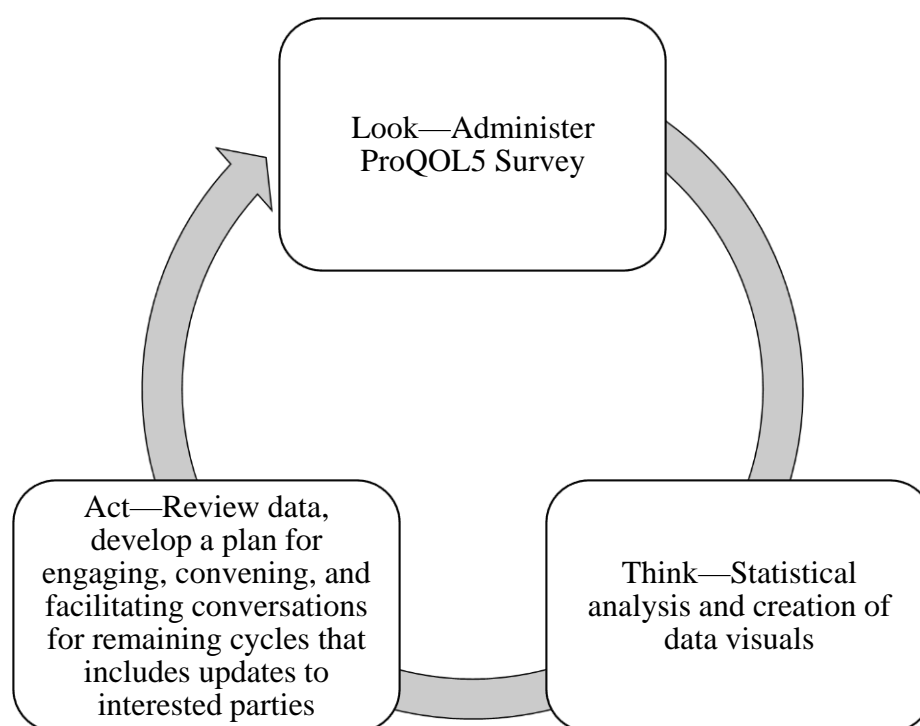 Look—Administer
ProQOL5 Survey
Think—Statistical
analysis and creation of
data visuals
Act—Review data,
develop a plan for
engaging, convening, and
facilitating conversations
for remaining cycles that
includes updates to
interested parties